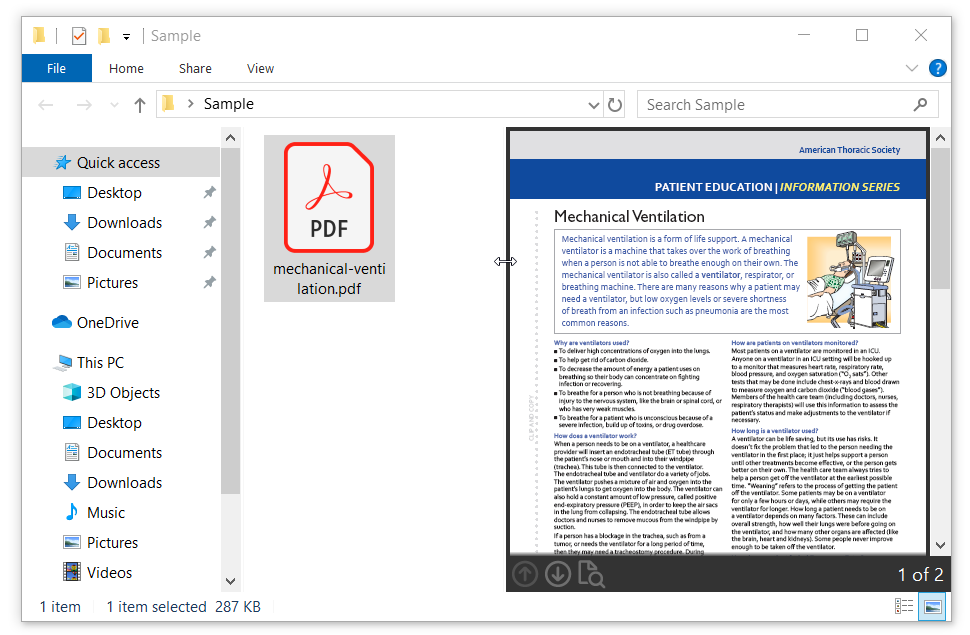 Sample
File
Home
Share
View
Sample
Search Sample
Quick access
Desktop
Downloads
Documents
Pictures
OneDrive
This PC
3D Objects
Desktop
Documents
Downloads
Music
Pictures
Videos
PDF
mechanical-venti
lation.pdf
American Thoracic Society
PATIENT EDUCATION | INFORMATION SERIES
Mechanical Ventilation
Mechanical ventilation is a form of life support. A mechanical
ventilator is a machine that takes over the work of breathing
when a person is not able to breathe enough on their own. The
mechanical ventilator is also called a ventilator, respirator, or
breathing machine. There are many reasons why a patient may
need a ventilator, but low oxygen levels or severe shortness
of breath from an infection such as pneumonia are the most
common reasons.
CLIP AND COPY
Why are ventilators used?
■ To deliver high concentrations of oxygen into the lungs.
■ To help get rid of carbon dioxide.
■ To decrease the amount of energy a patient uses on
breathing so their body can concentrate on fighting
infection or recovering.
■ To breathe for a person who is not breathing because of
injury to the nervous system, like the brain or spinal cord, or
who has very weak muscles.
■ To breathe for a patient who is unconscious because of a
severe infection, build up of toxins, or drug overdose.
How does a ventilator work?
When a person needs to be on a ventilator, a healthcare
provider will insert an endotracheal tube (ET tube) through
the patient's nose or mouth and into their windpipe
(trachea). This tube is then connected to the ventilator.
The endotracheal tube and ventilator do a variety of jobs.
The ventilator pushes a mixture of air and oxygen into the
patient's lungs to get oxygen into the body. The ventilator can
also hold a constant amount of low pressure, called positive
end-expiratory pressure (PEEP), in order to keep the air sacs
in the lung from collapsing. The endotracheal tube allows
doctors and nurses to remove mucous from the windpipe by
suction.
If a person has a blockage in the trachea, such as from a
tumor, or needs the ventilator for a long period of time,
then they may need a tracheostomy procedure. During
How are patients on ventilators monitored?
Most patients on a ventilator are monitored in an ICU.
Anyone on a ventilator in an ICU setting will be hooked up
to a monitor that measures heart rate, respiratory rate,
blood pressure, and oxygen saturation ("O2 sats"). Other
tests that may be done include chest-x-rays and blood drawn
to measure oxygen and carbon dioxide ("blood gases").
Members of the health care team (including doctors, nurses,
respiratory therapists) will use this information to assess the
patient's status and make adjustments to the ventilator if
necessary.
How long is a ventilator used?
A ventilator can be life saving, but its use has risks. It
doesn't fix the problem that led to the person needing
the ventilator in the first place; it just helps support a person
until other treatments become effective, or the person gets
better on their own. The health care team always tries to
help a person get off the ventilator at the earliest possible
time. "Weaning" refers to the process of getting the patient
off the ventilator. Some patients may be on a ventilator
for only a few hours or days, while others may require the
ventilator for longer. How long a patient needs to be on
a ventilator depends on many factors. These can include
overall strength, how well their lungs were before going on
the ventilator, and how many other organs are affected (like
the brain, heart and kidneys). Some people never improve
enough to be taken off the ventilator.
1 of 2
1 item
1 item selected 287 KB